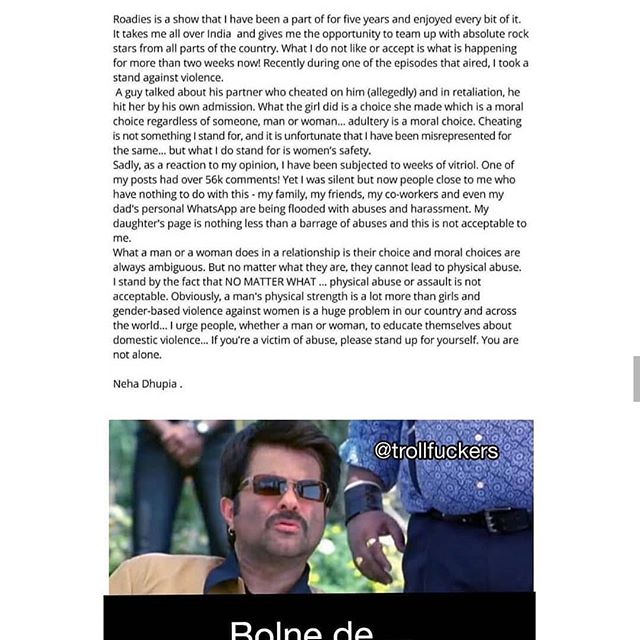 Roadies is a show that I have been a part of for five years and enjoyed every bit of it.
It takes me all over India and gives me the opportunity to team up with absolute rock
stars from all parts of the country. What I do not like or accept is what is happening
for more than two weeks now! Recently during one of the episodes that aired, I took a
stand against violence.
A guy talked about his partner who cheated on him (allegedly) and in retaliation, he
hit her by his own admission. What the girl did is a choice she made which is a moral
choice regardless of someone, man or woman... adultery is a moral choice. Cheating
is not something I stand for, and it is unfortunate that I have been misrepresented for
the same... but what I do stand for is women's safety.
Sadly, as a reaction to my opinion, I have been subjected to weeks of vitriol. One of
my posts had over 56k comments! Yet I was silent but now people close to me who
have nothing to do with this - my family, my friends, my co-workers and even my
dad's personal WhatsApp are being flooded with abuses and harassment. My
daughter's page is nothing less than a barrage of abuses and this is not acceptable to
me.
What a man or a woman does in a relationship is their choice and moral choices are
always ambiguous. But no matter what they are, they cannot lead to physical abuse.
I stand by the fact that NO MATTER WHAT ... physical abuse or assault is not
acceptable. Obviously, a man's physical strength is a lot more than girls and
gender-based violence against women is a huge problem in our country and across
the world... I urge people, whether a man or woman, to educate themselves about
domestic violence... If you're a victim of abuse, please stand up for yourself. You are
not alone.
Neha Dhupia .
@trollfuckers
Bolne de